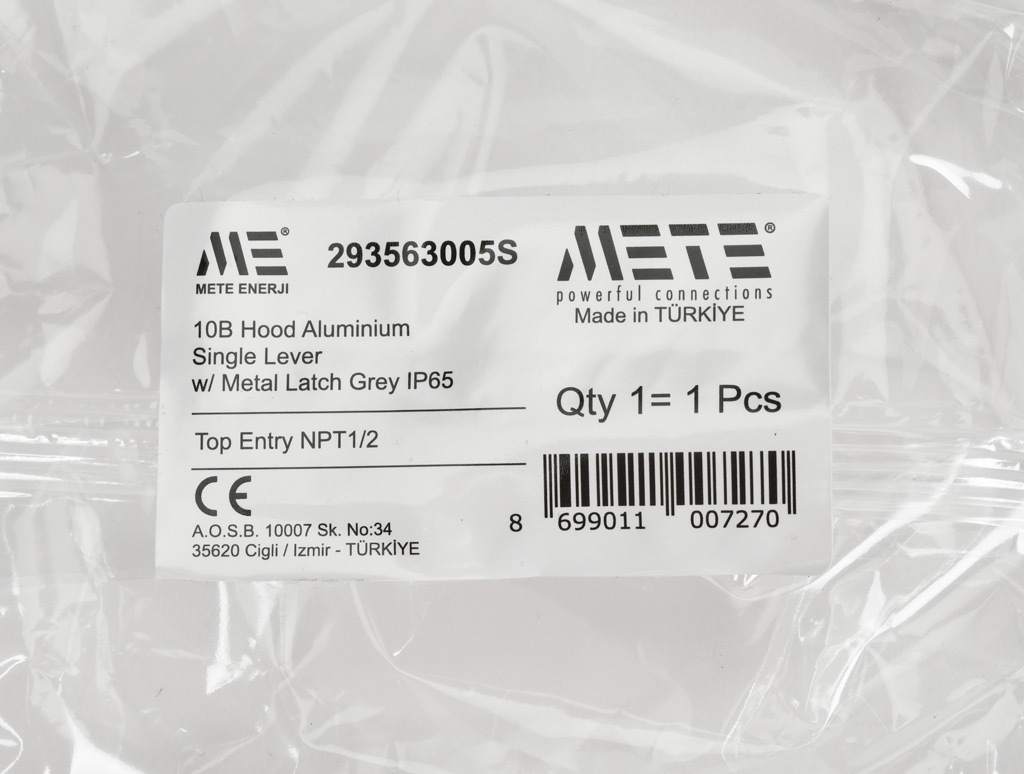 ME®
METE ENERJI
293563005S
10B Hood Aluminium
Single Lever
w/ Metal Latch Grey IP65
Top Entry NPT1/2
CE
A.O.S.B. 10007 Sk. No:34
35620 Cigli / Izmir - TÜRKİYE
METE®
powerful connections
Made in TÜRKİYE
Qty 1= 1 Pcs
8 699011 007270